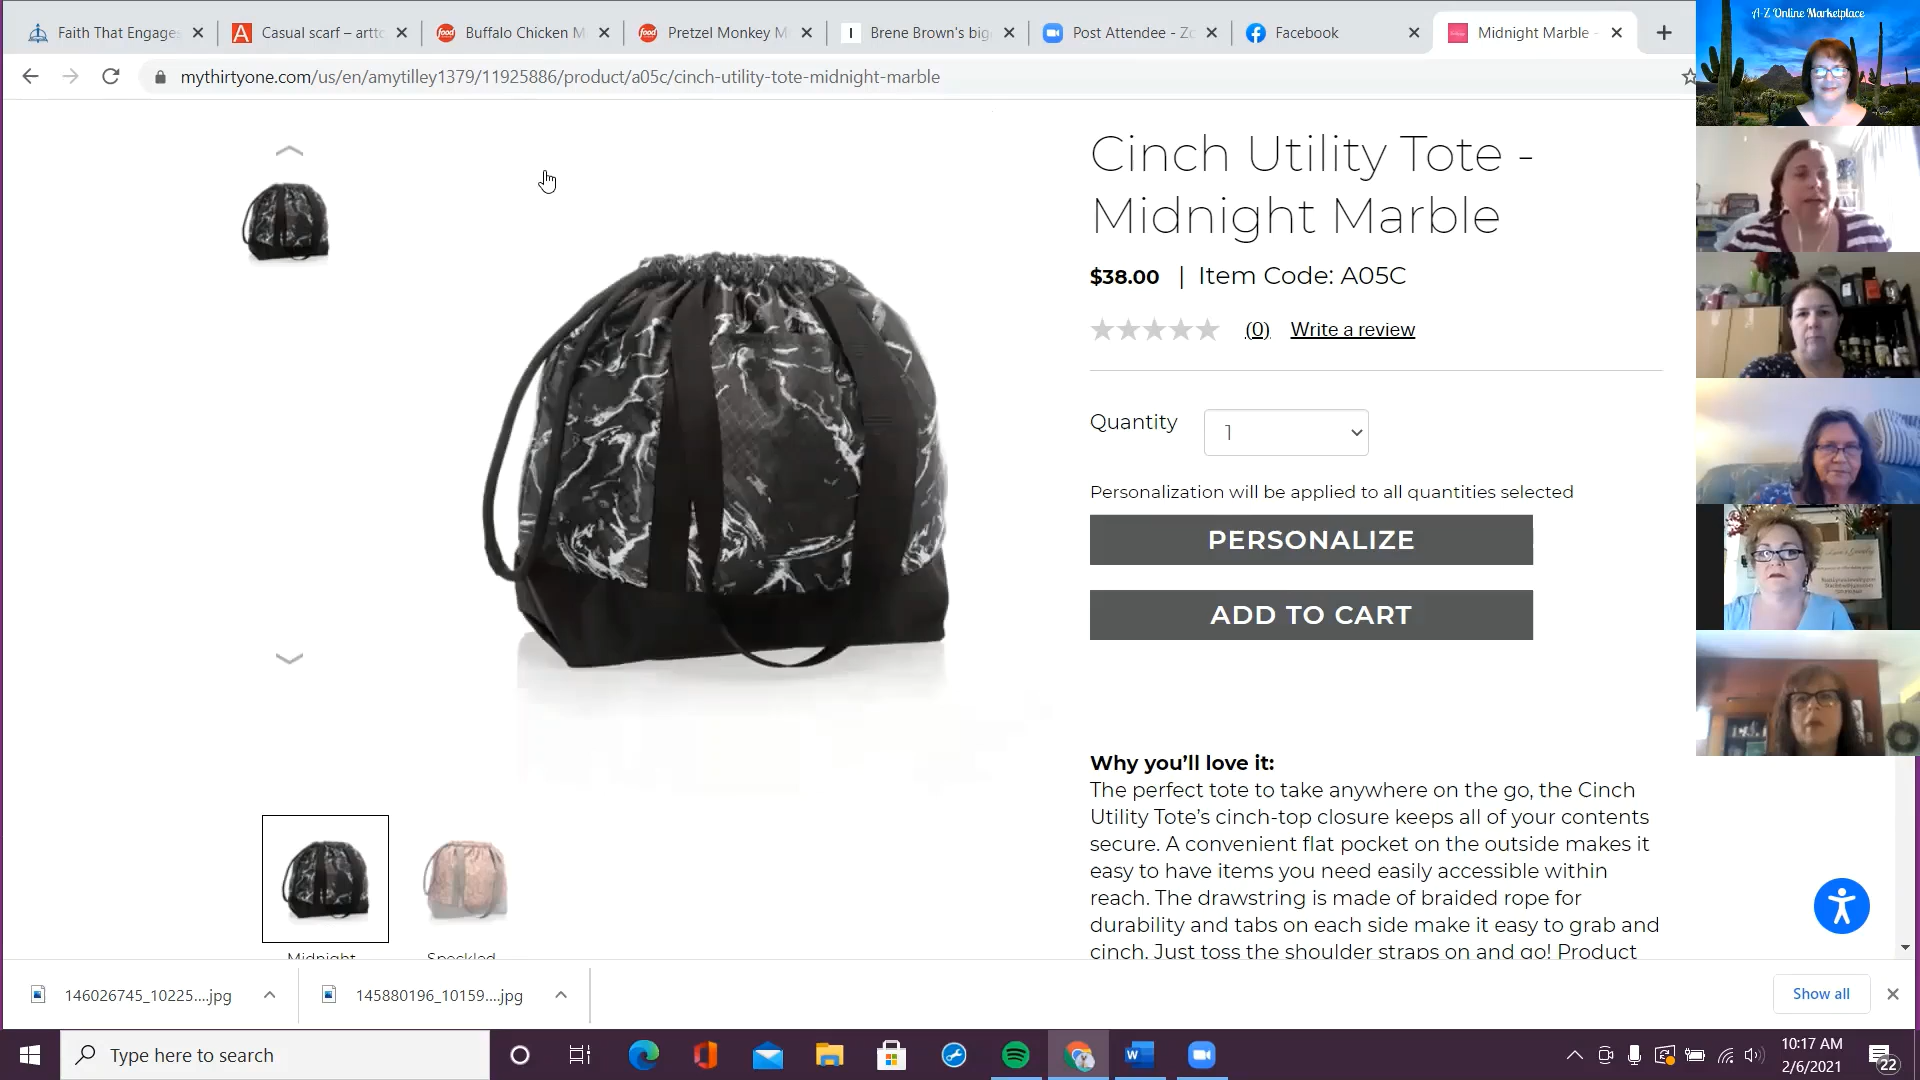 Faith That Engage
Casual scarf – artto
Buffalo Chicken M
Pretzel Monkey M
Brene Brown's big
Post Attendee - Zo
Facebook
Midnight Marble -
mythirtyone.com/us/en/amytilley1379/11925886/product/a05c/cinch-utility-tote-midnight-marble
A-Z Online Marketplace
Cinch Utility Tote -
Midnight Marble
$38.00 | Item Code: A05C
(0) Write a review
Quantity 1
Personalization will be applied to all quantities selected
PERSONALIZE
ADD TO CART
Why you'll love it:
The perfect tote to take anywhere on the go, the Cinch
Utility Tote's cinch-top closure keeps all of your contents
secure. A convenient flat pocket on the outside makes it
easy to have items you need easily accessible within
reach. The drawstring is made of braided rope for
durability and tabs on each side make it easy to grab and
cinch. Just toss the shoulder straps on and go! Product
Midnight
Speckled
146026745_10225....jpg
145880196_10159....jpg
Show all
Type here to search
10:17 AM
2/6/2021
22